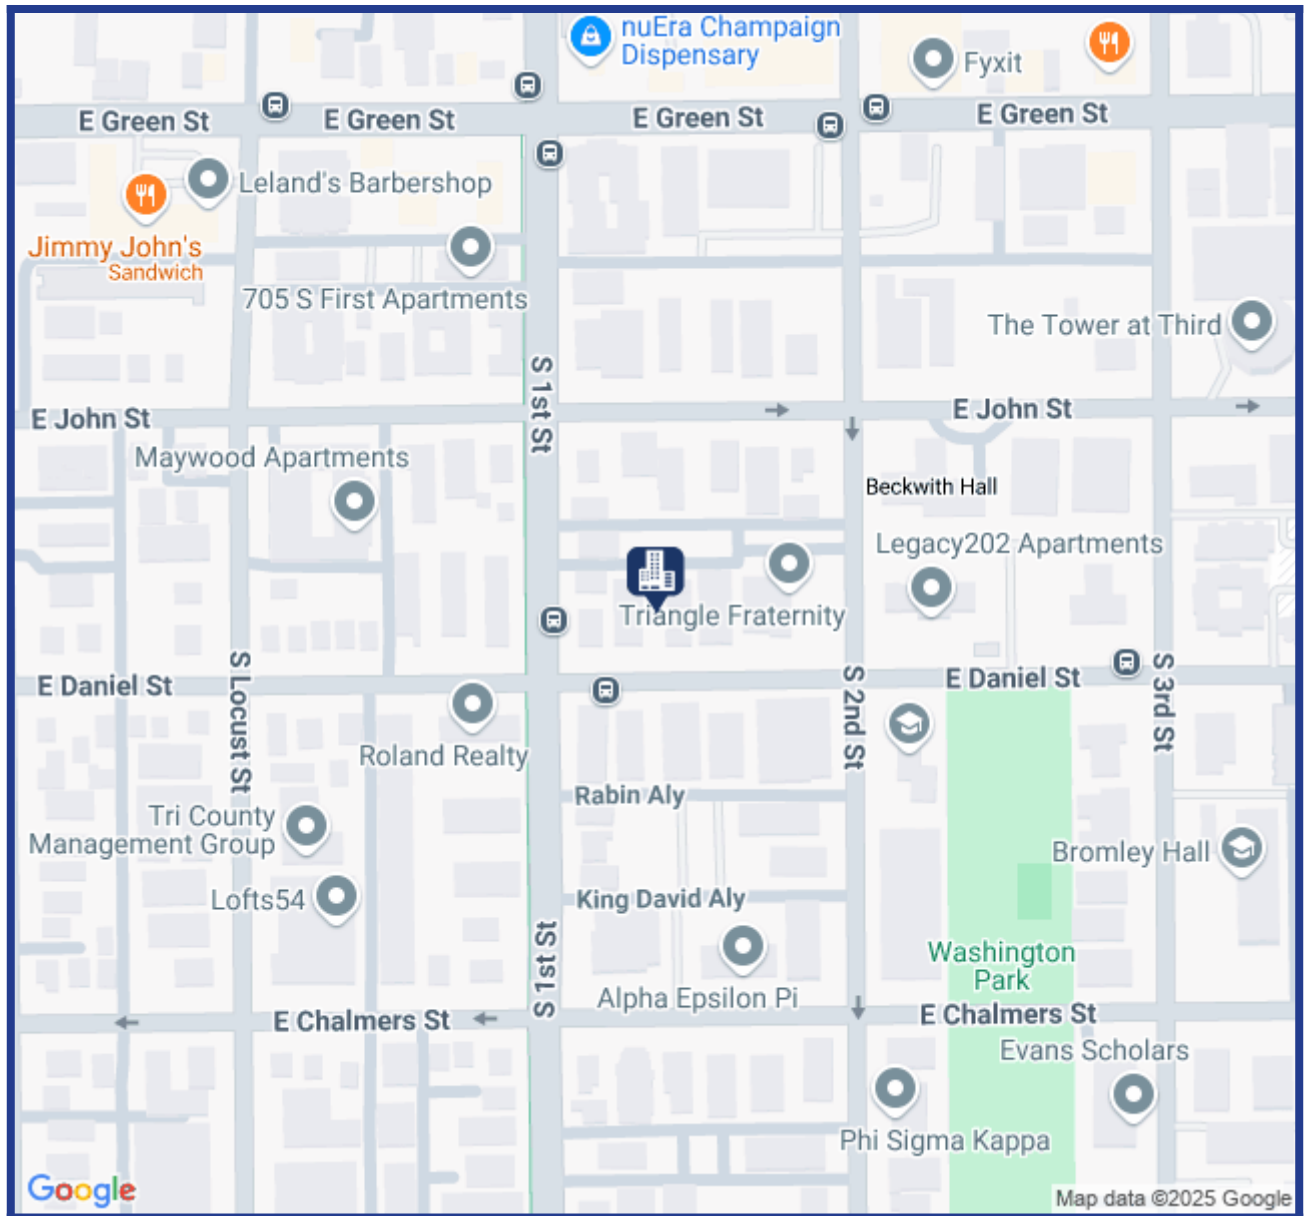 nuEra Champaign
Dispensary
Fyxit
E Green St
E Green St
E Green St
E Green St
Leland's Barbershop
Jimmy John's
Sandwich
705 S First Apartments
The Tower at Third
S 1st St
E John St
E John St
Maywood Apartments
Beckwith Hall
Legacy202 Apartments
Triangle Fraternity
E Daniel St
S Locust St
S 2nd St
E Daniel St
S 3rd St
Roland Realty
Rabin Aly
Tri County
Management Group
Bromley Hall
Lofts54
King David Aly
S 1st St
Washington
Park
Alpha Epsilon Pi
E Chalmers St
E Chalmers St
Evans Scholars
Phi Sigma Kappa
Google
Map data ©2025 Google